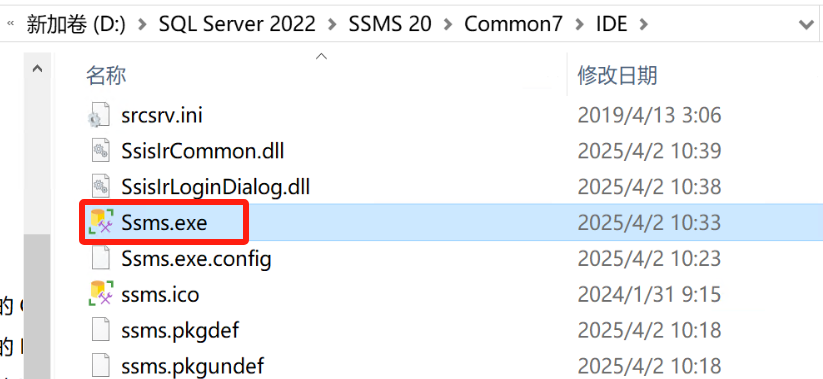 « 新加卷 (D:) > SQL Server 2022 > SSMS 20 > Common7 > IDE >
名称 修改日期
srcsrv.ini 2019/4/13 3:06
SsisIrCommon.dll 2025/4/2 10:39
SsisIrLoginDialog.dll 2025/4/2 10:38
Ssms.exe 2025/4/2 10:33
Ssms.exe.config 2025/4/2 10:23
ssms.ico 2024/1/31 9:15
的
ssms.pkgdef 2025/4/2 10:18
的
ssms.pkgundef 2025/4/2 10:18